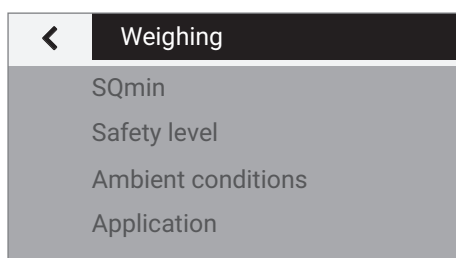 Weighing
SQmin
Safety level
Ambient conditions
Application